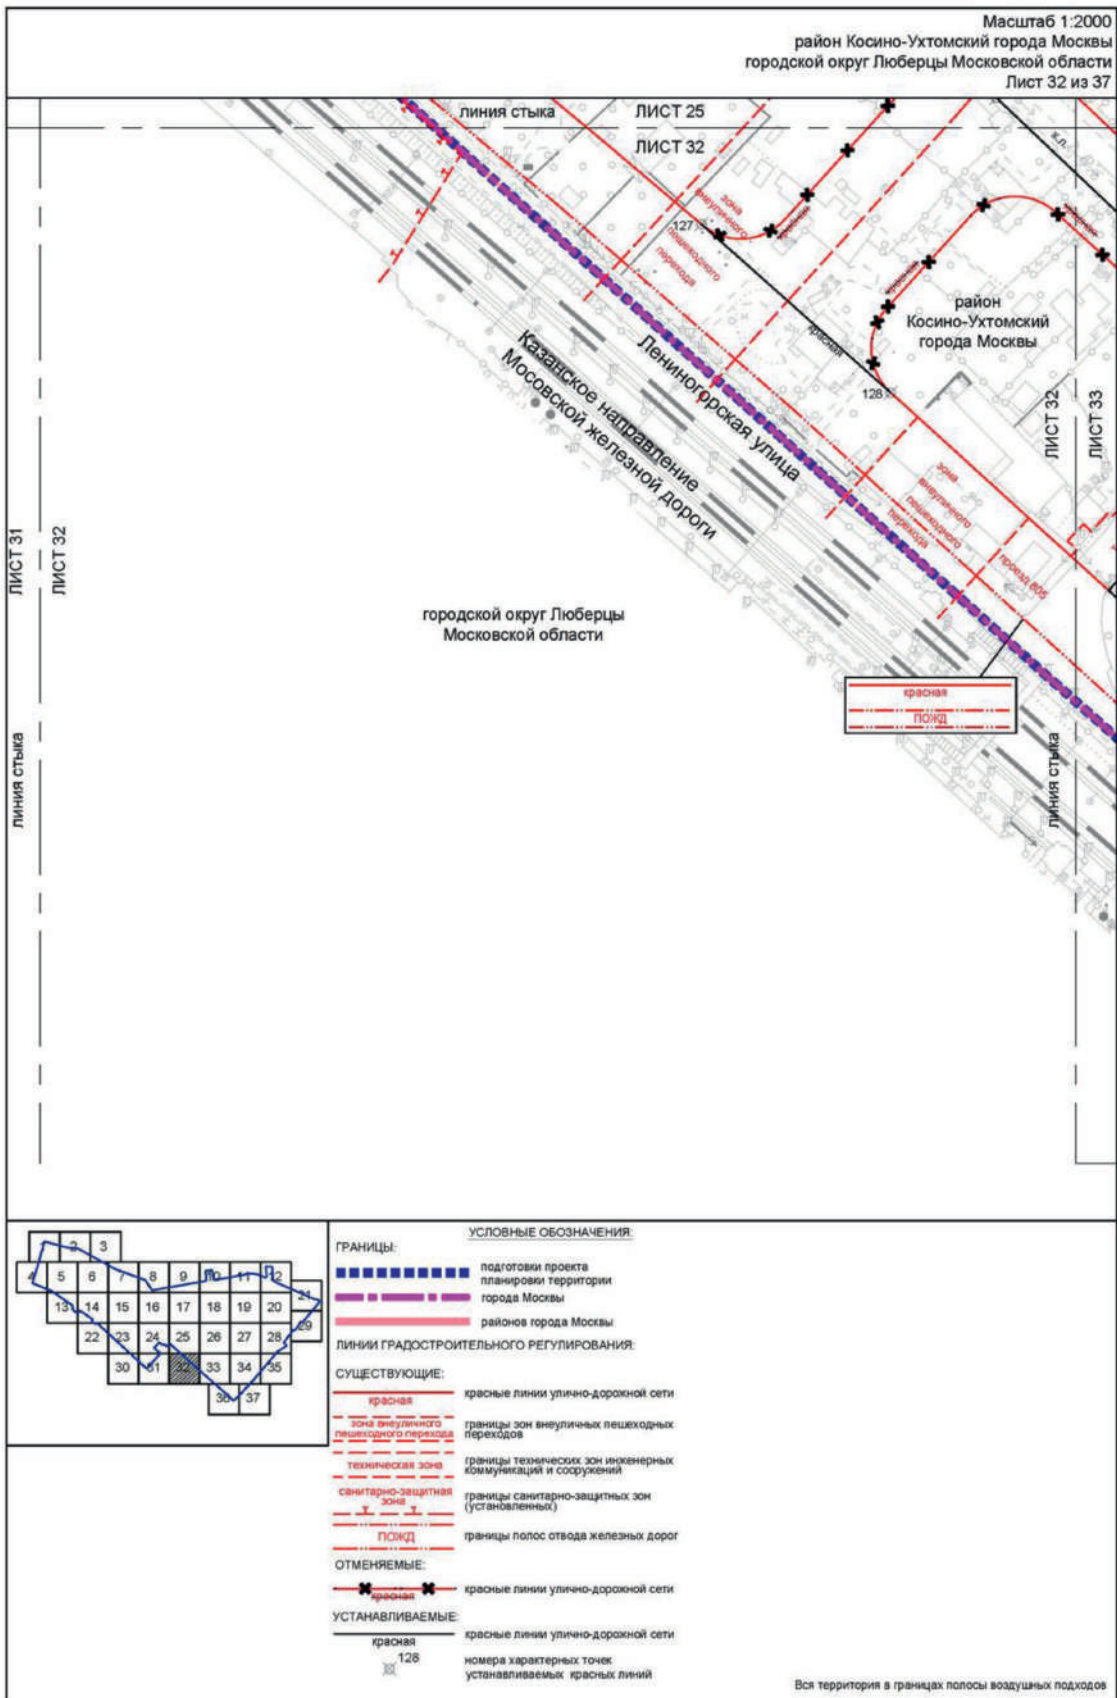 Масштаб 1:2000
район Косино-Ухтомский города Москвы
городской округ Люберцы Московской области
Лист 32 из 37
линия стыка
ЛИСТ 25
ЛИСТ 32
к.л.
127
зона
внеуличного
пешеходного
перехода
красная
красная
красная
район
Косино-Ухтомский
города Москвы
красная
128
ЛИСТ 32
ЛИСТ 33
Лениногорская улица
Казанское направление
Мосовской железной дороги
зона
внеуличного
пешеходного
перехода
проезд 805
ЛИСТ 31
ЛИСТ 32
городской округ Люберцы
Московской области
красная
ПОЖД
линия стыка
линия стыка
1 2 3
4 5 6 7 8 9 10 11 12
21
13 14 15 16 17 18 19 20
29
22 23 24 25 26 27 28
30 31 32 33 34 35
36 37
УСЛОВНЫЕ ОБОЗНАЧЕНИЯ:
ГРАНИЦЫ:
подготовки проекта
планировки территории
города Москвы
районов города Москвы
ЛИНИИ ГРАДОСТРОИТЕЛЬНОГО РЕГУЛИРОВАНИЯ:
СУЩЕСТВУЮЩИЕ:
красная
красные линии улично-дорожной сети
зона внеуличного
пешеходного перехода
границы зон внеуличных пешеходных
переходов
техническая зона
границы технических зон инженерных
коммуникаций и сооружений
санитарно-защитная
зона
границы санитарно-защитных зон
(установленных)
ПОЖД
границы полос отвода железных дорог
ОТМЕНЯЕМЫЕ:
красная
красные линии улично-дорожной сети
УСТАНАВЛИВАЕМЫЕ:
красная
красные линии улично-дорожной сети
128
номера характерных точек
устанавливаемых красных линий
Вся территория в границах полосы воздушных подходов